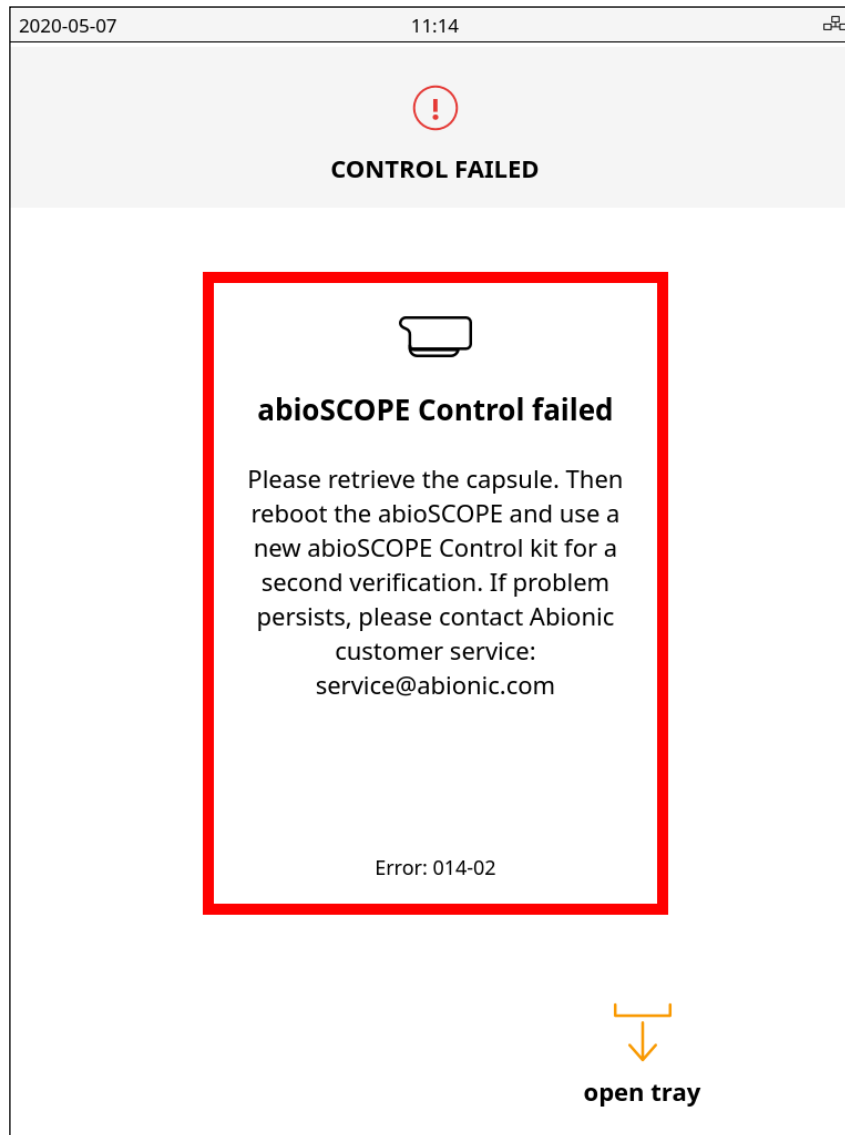 2020-05-07 11:14
CONTROL FAILED
abioSCOPE Control failed
Please retrieve the capsule. Then
reboot the abioSCOPE and use a
new abioSCOPE Control kit for a
second verification. If problem
persists, please contact Abionic
customer service:
service@abionic.com
Error: 014-02
open tray